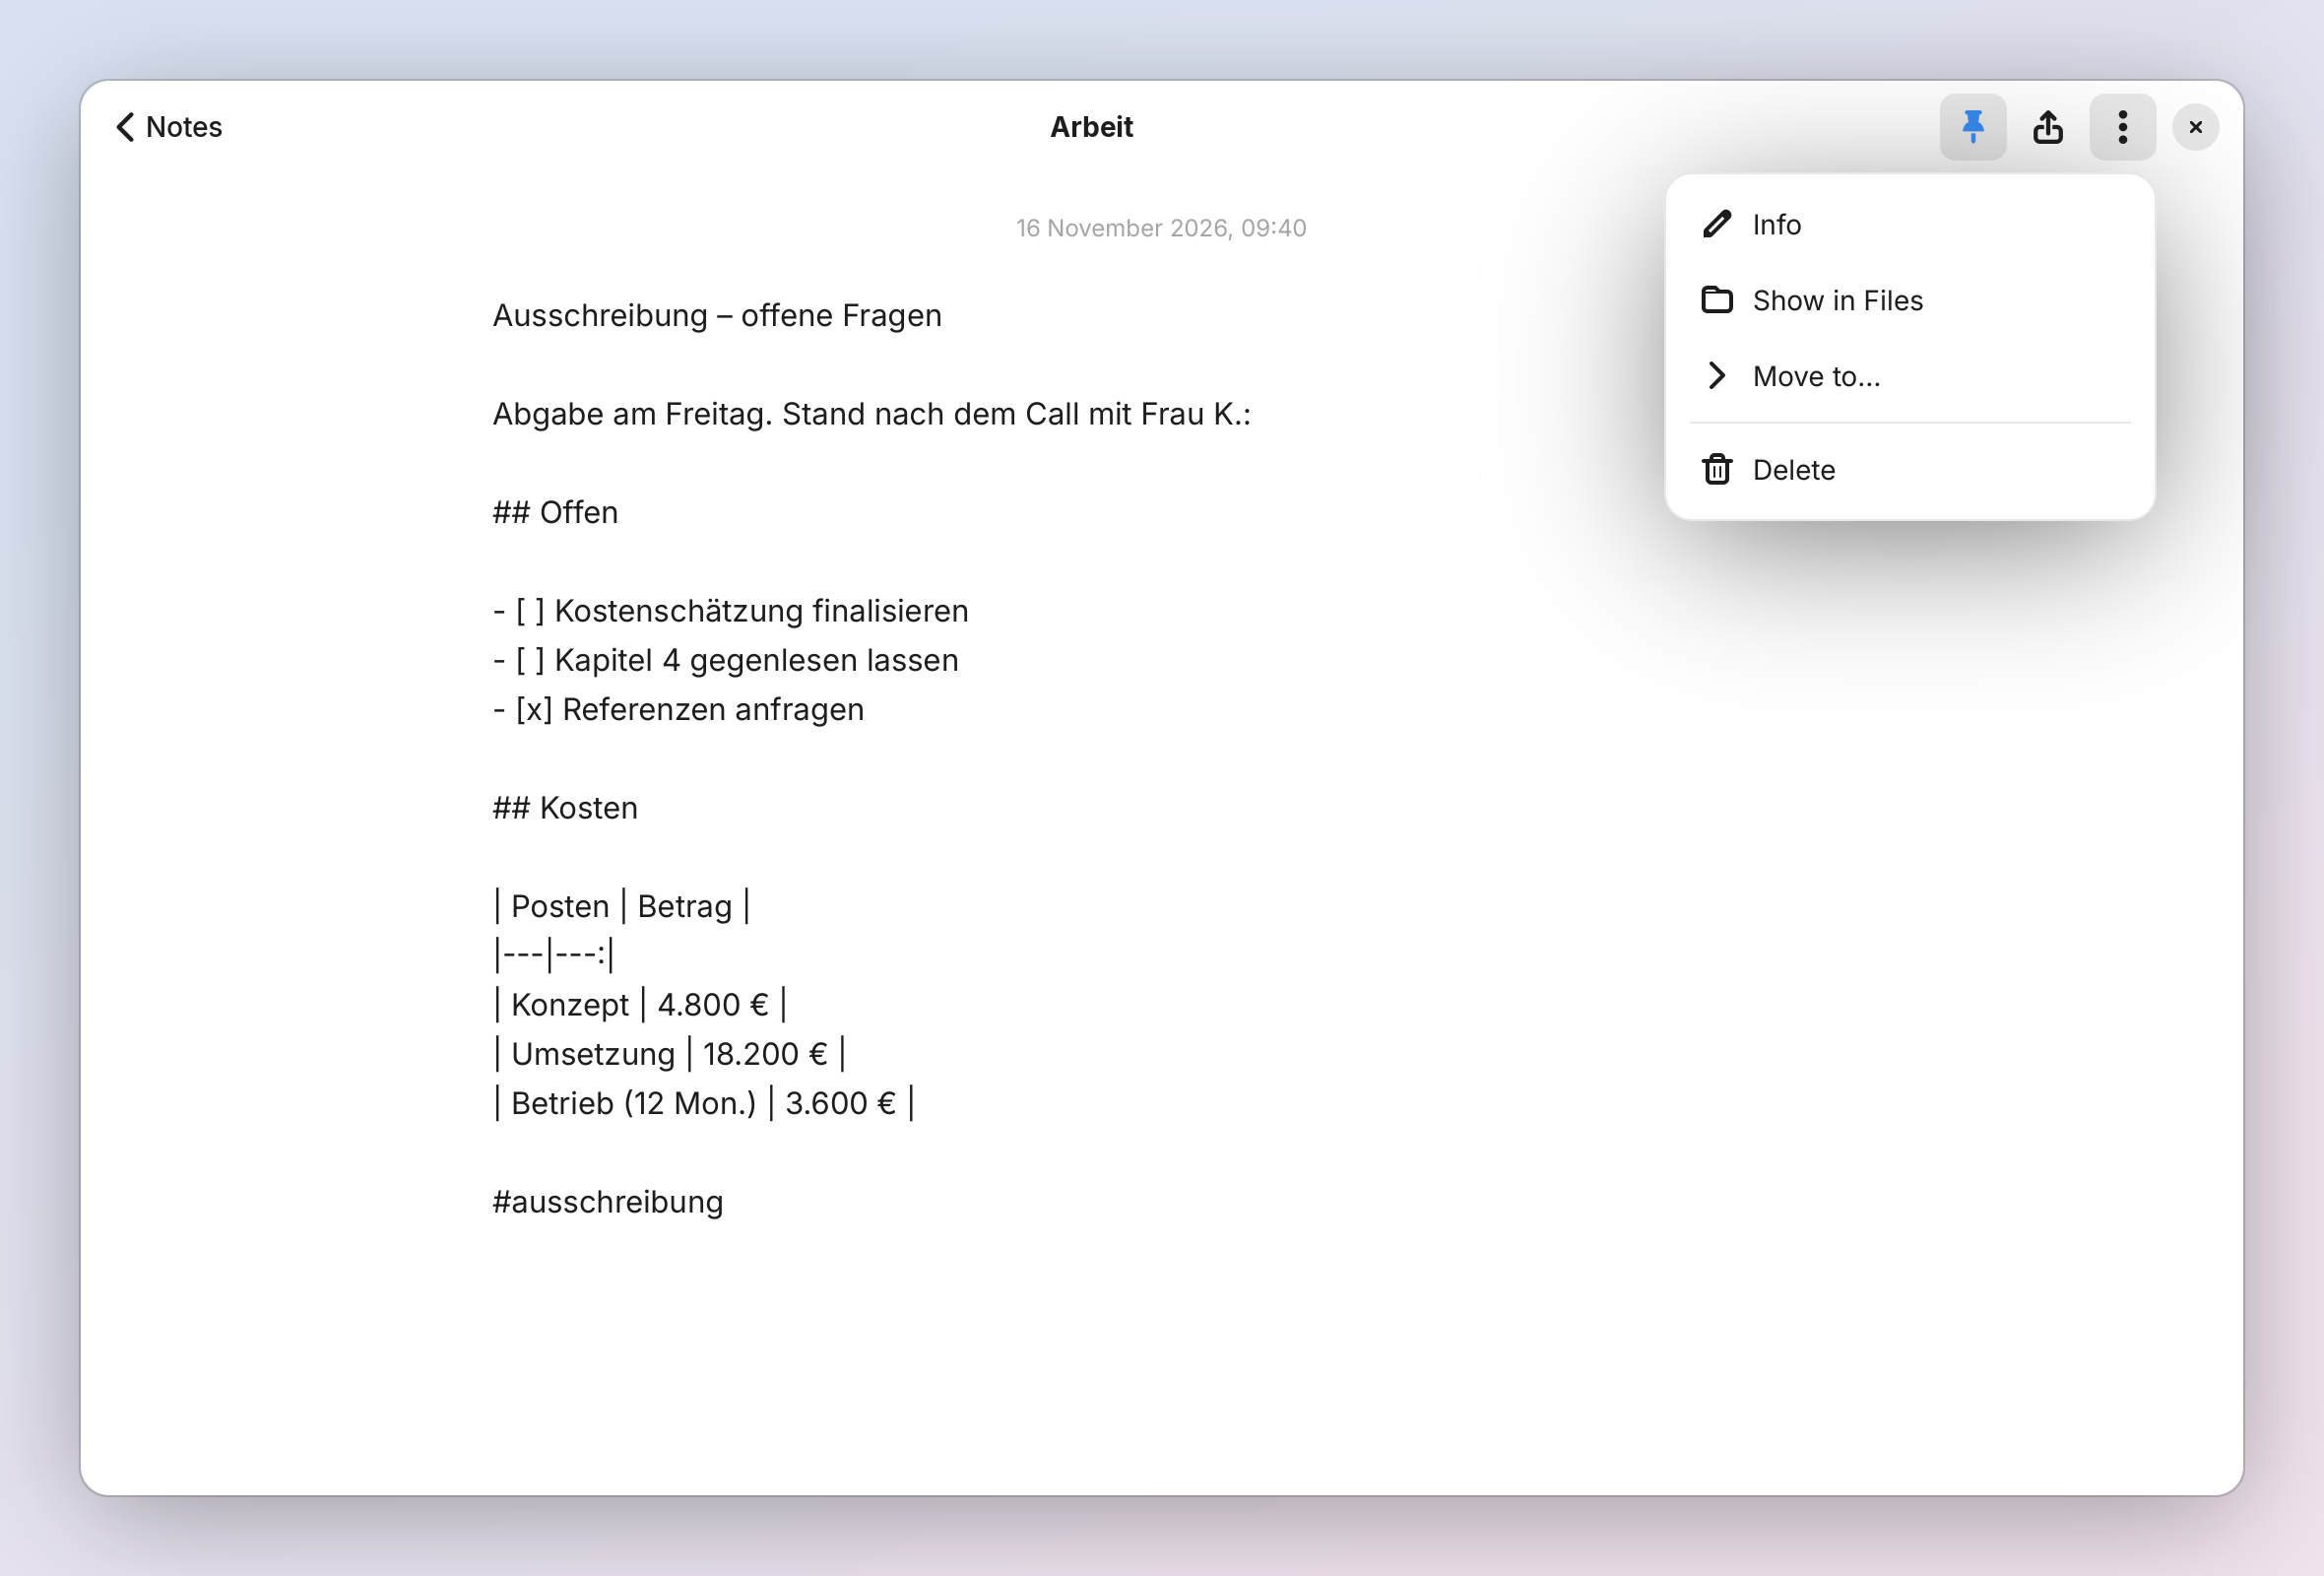 Notes
Arbeit
16 November 2026, 09:40
Info
Show in Files
Move to...
Delete
Ausschreibung – offene Fragen
Abgabe am Freitag. Stand nach dem Call mit Frau K.:
## Offen
- [ ] Kostenschätzung finalisieren
- [ ] Kapitel 4 gegenlesen lassen
- [x] Referenzen anfragen
## Kosten
| Posten | Betrag |
|---|---:|
| Konzept | 4.800 € |
| Umsetzung | 18.200 € |
| Betrieb (12 Mon.) | 3.600 € |
#ausschreibung